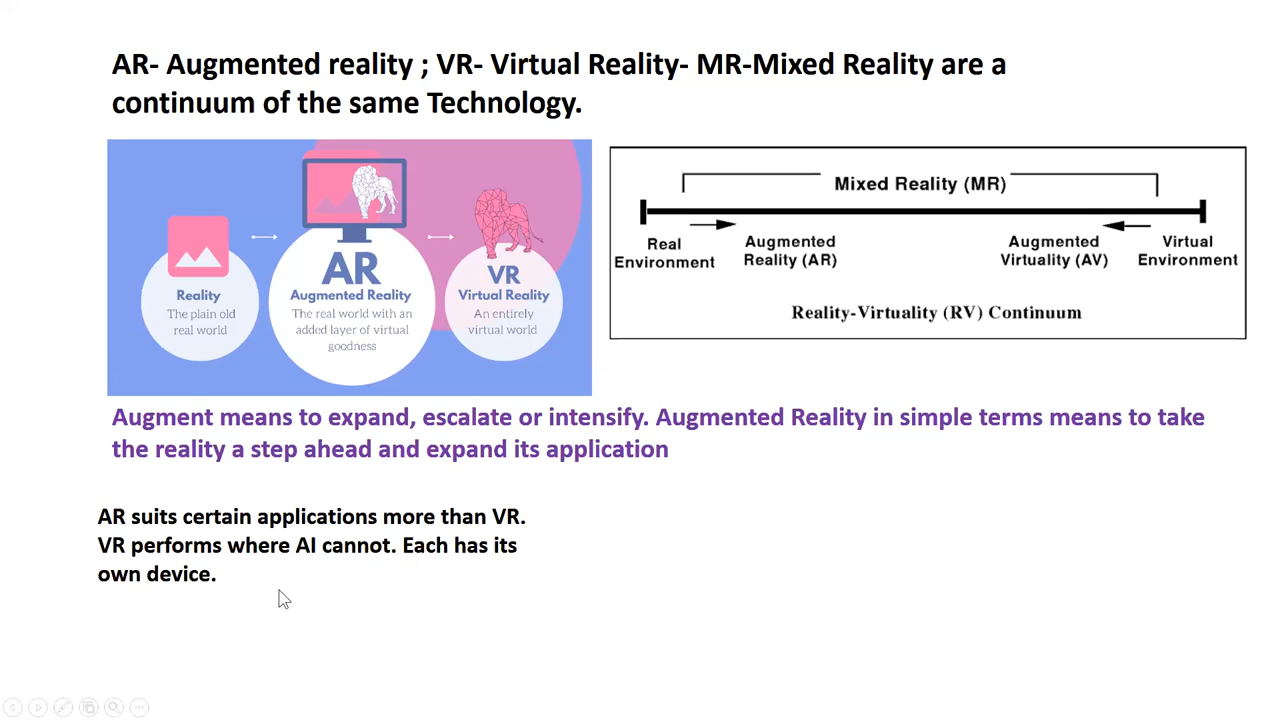 AR- Augmented reality ; VR- Virtual Reality- MR-Mixed Reality are a
continuum of the same Technology.
Reality
The plain old
real world
AR
Augmented Reality
The real world with an
added layer of virtual
goodness
VR
Virtual Reality
An entirely
virtual world
Mixed Reality (MR)
Real
Environment
Augmented
Reality (AR)
Augmented
Virtuality (AV)
Virtual
Environment
Reality-Virtuality (RV) Continuum
Augment means to expand, escalate or intensify. Augmented Reality in simple terms means to take
the reality a step ahead and expand its application
AR suits certain applications more than VR.
VR performs where AI cannot. Each has its
own device.